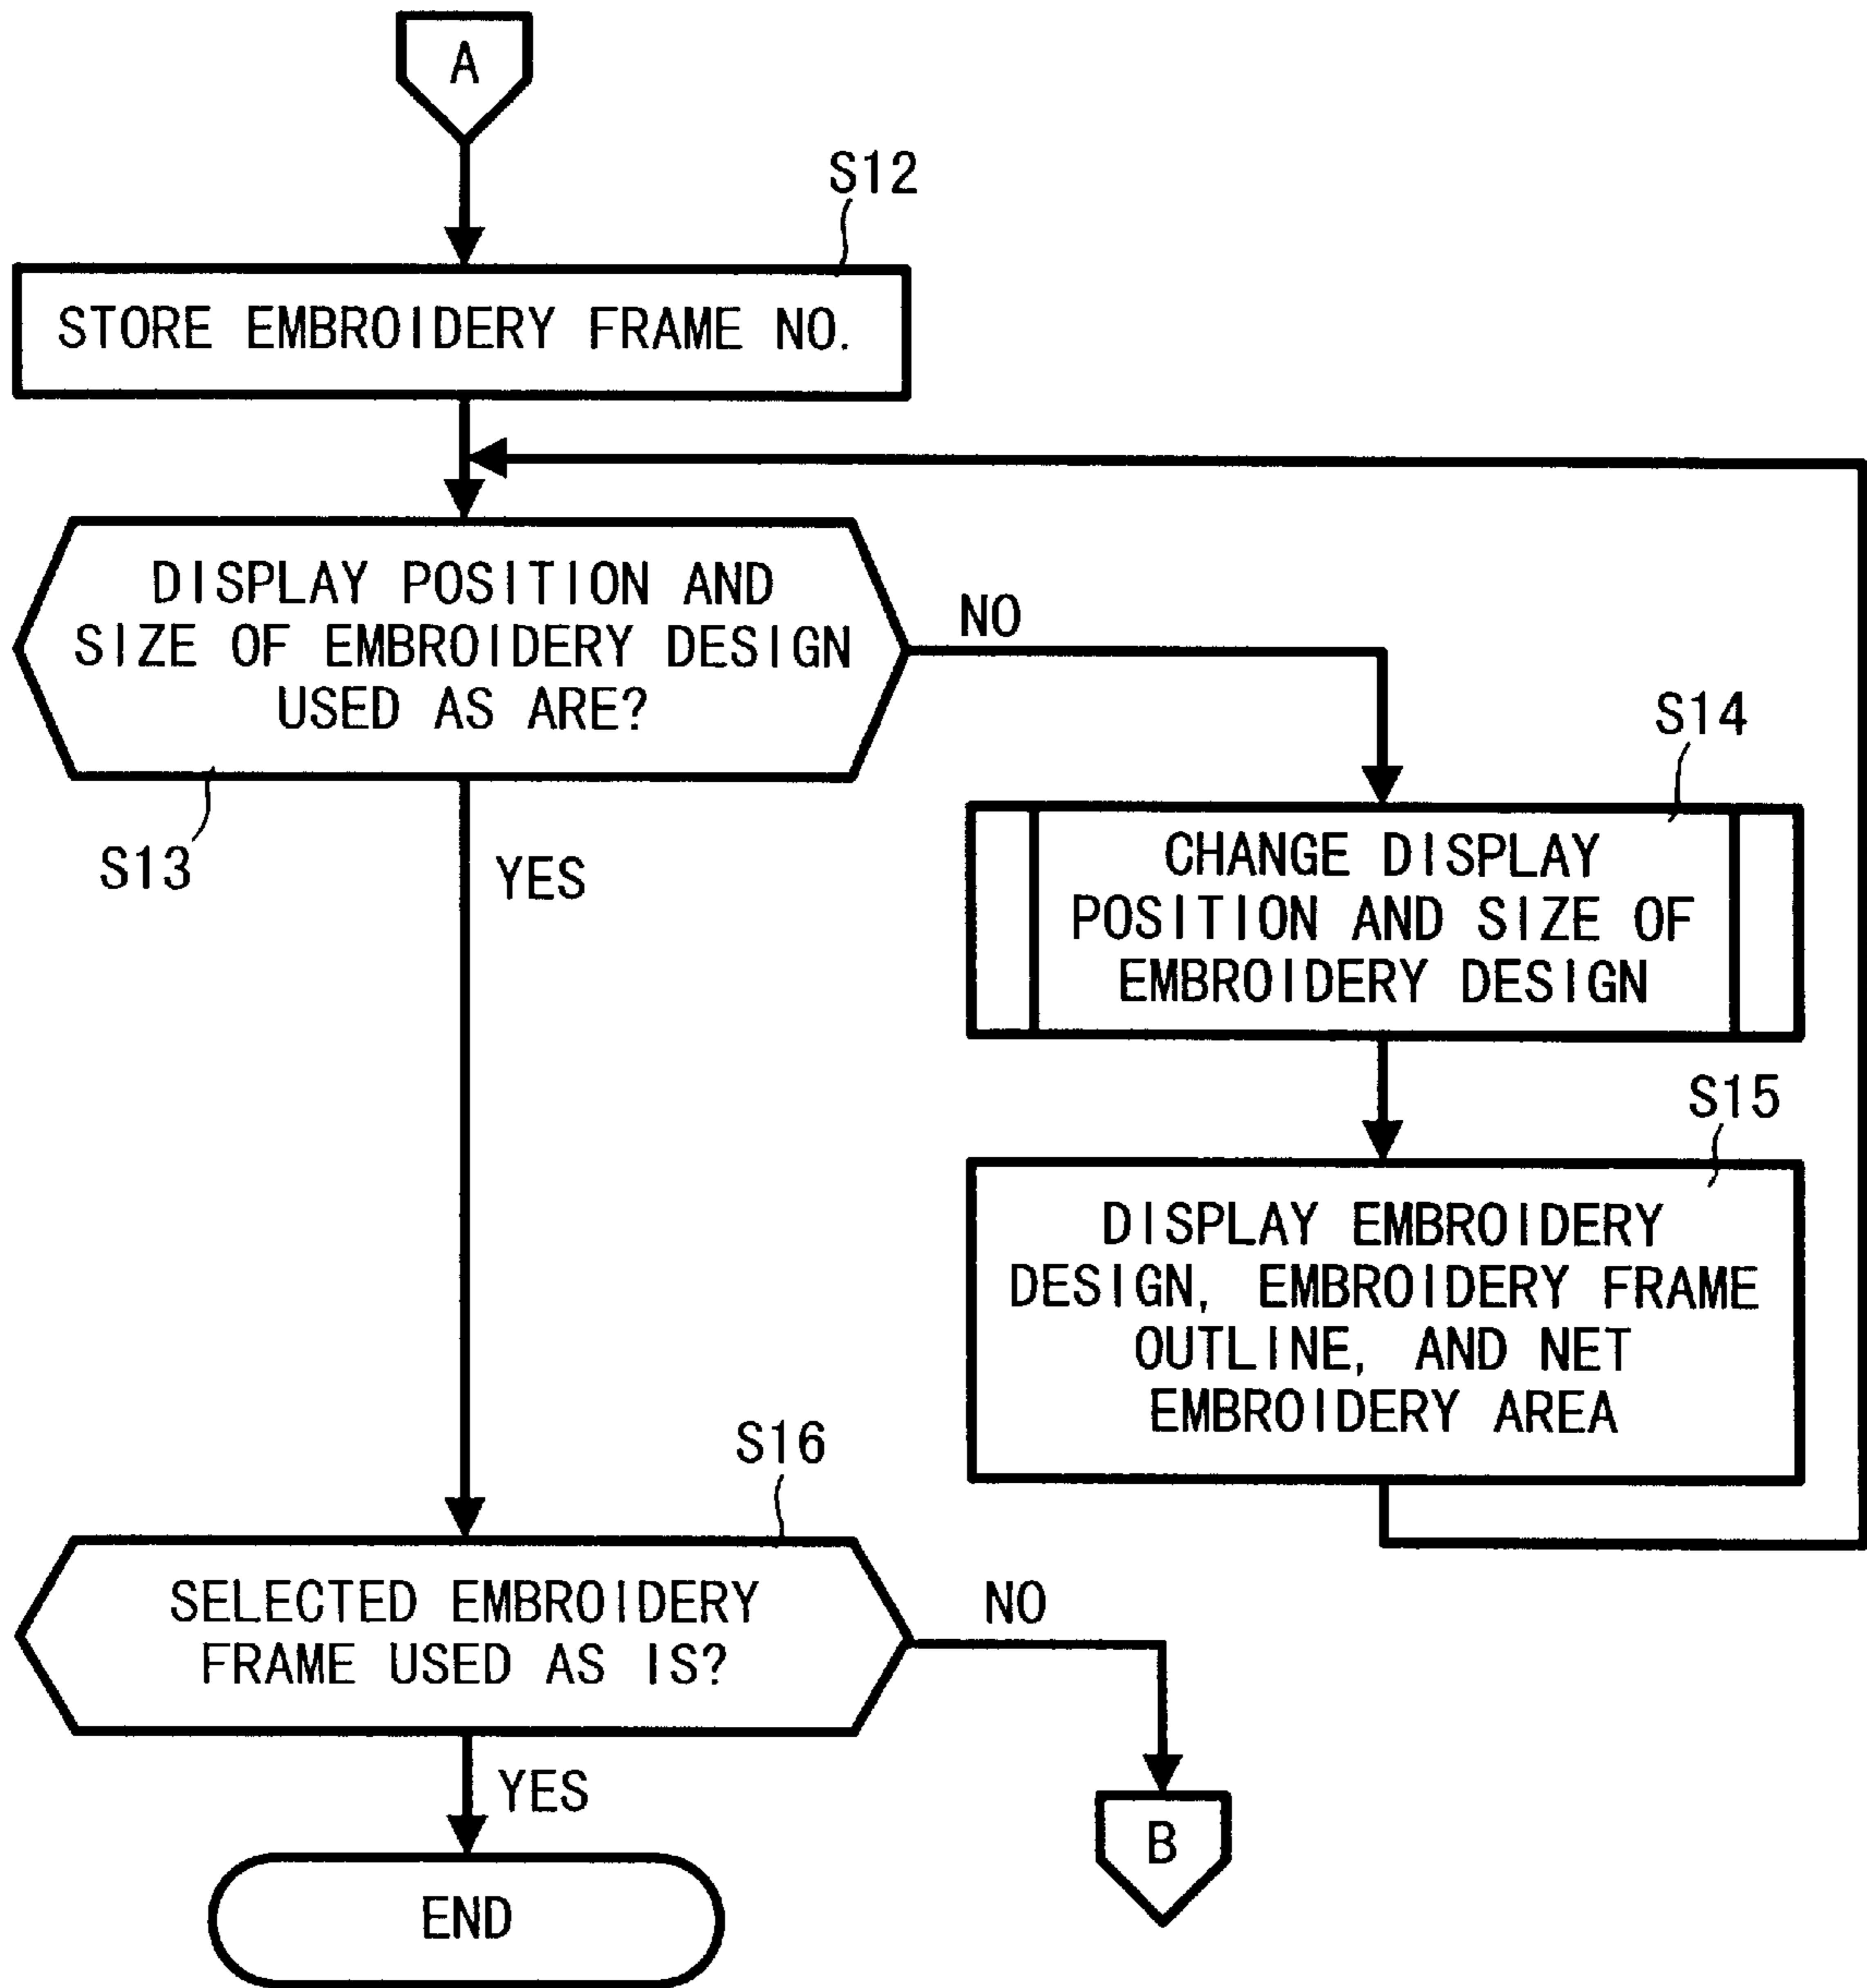 A
S12
STORE EMBROIDERY FRAME NO.
DISPLAY POSITION AND
SIZE OF EMBROIDERY DESIGN
USED AS ARE?
NO
S13
YES
S14
CHANGE DISPLAY
POSITION AND SIZE OF
EMBROIDERY DESIGN
S15
DISPLAY EMBROIDERY
DESIGN, EMBROIDERY FRAME
OUTLINE, AND NET
EMBROIDERY AREA
S16
SELECTED EMBROIDERY
FRAME USED AS IS?
NO
YES
B
END